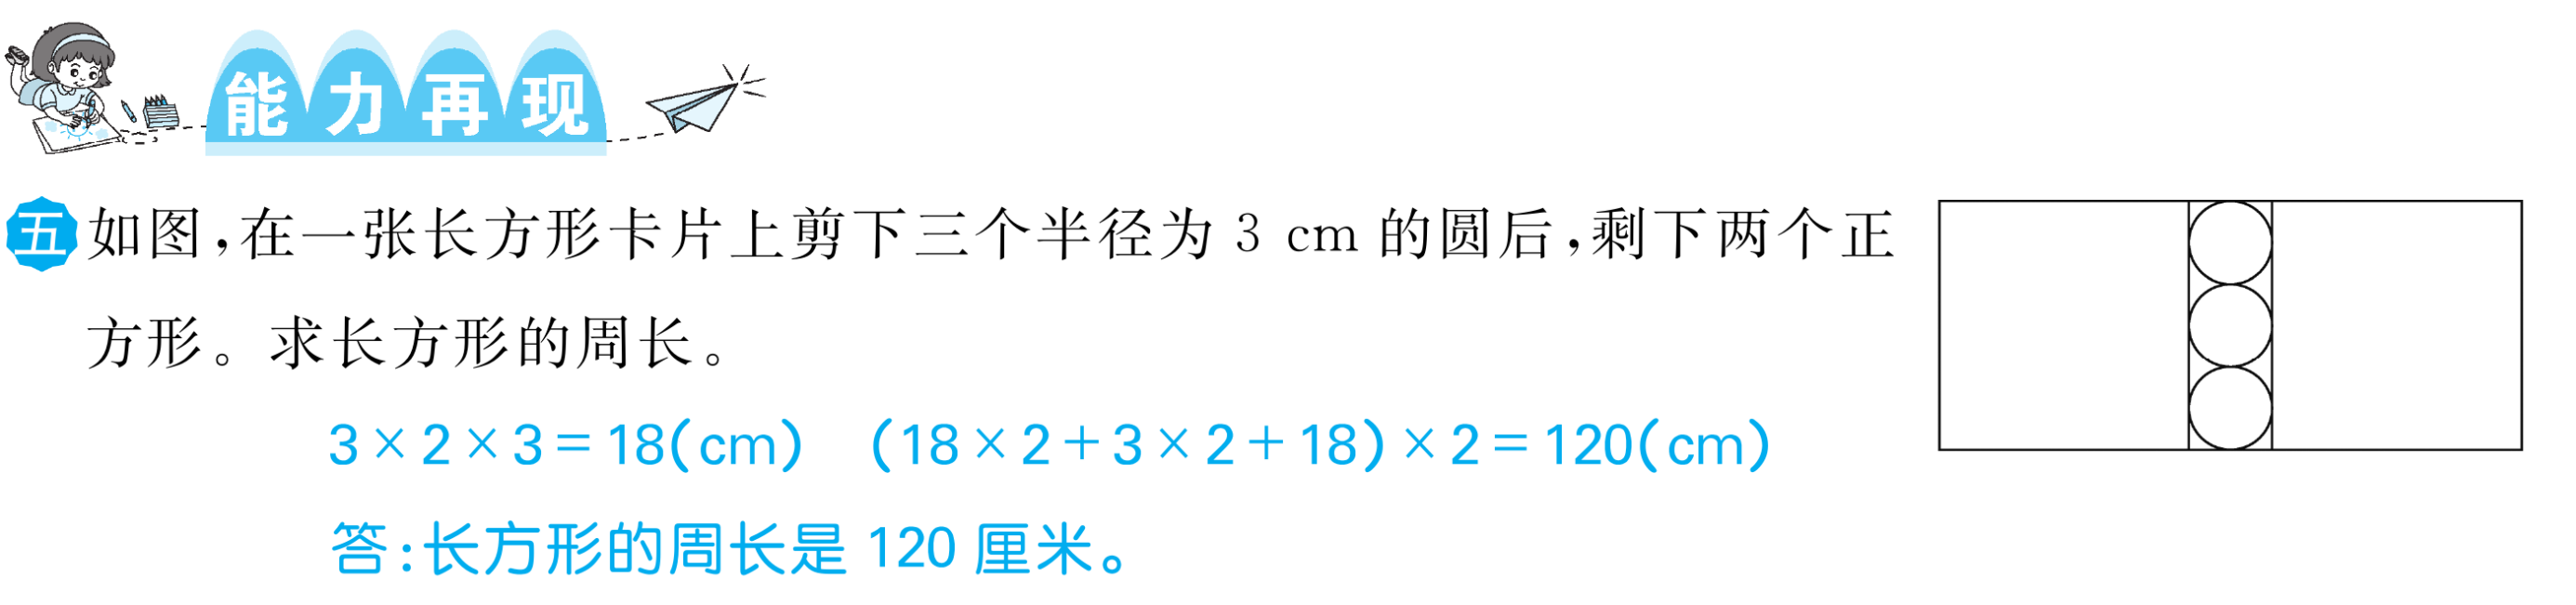 能力再现
五 如图,在一张长方形卡片上剪下三个半径为 3 cm 的圆后,剩下两个正
方形。求长方形的周长。
3×2×3=18(cm) (18×2+3×2+18)×2=120(cm)
答:长方形的周长是 120 厘米。